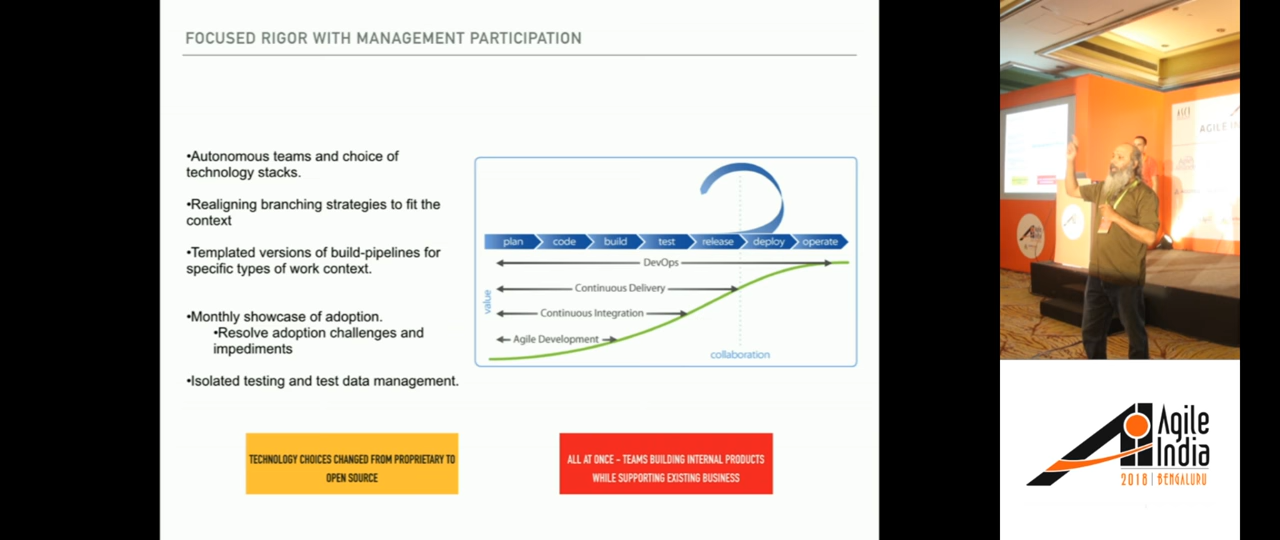 FOCUSED RIGOR WITH MANAGEMENT PARTICIPATION
•Autonomous teams and choice of
technology stacks.
•Realigning branching strategies to fit the
context
•Templated versions of build-pipelines for
specific types of work context.
•Monthly showcase of adoption.
•Resolve adoption challenges and
impediments
•Isolated testing and test data management.
plan code build test release deploy operate
DevOps
Continuous Delivery
Continuous Integration
Agile Development
value
collaboration
TECHNOLOGY CHOICES CHANGED FROM PROPRIETARY TO
OPEN SOURCE
ALL AT ONCE – TEAMS BUILDING INTERNAL PRODUCTS
WHILE SUPPORTING EXISTING BUSINESS
AGILE IN
Agile
India
2018 | BENGALURU